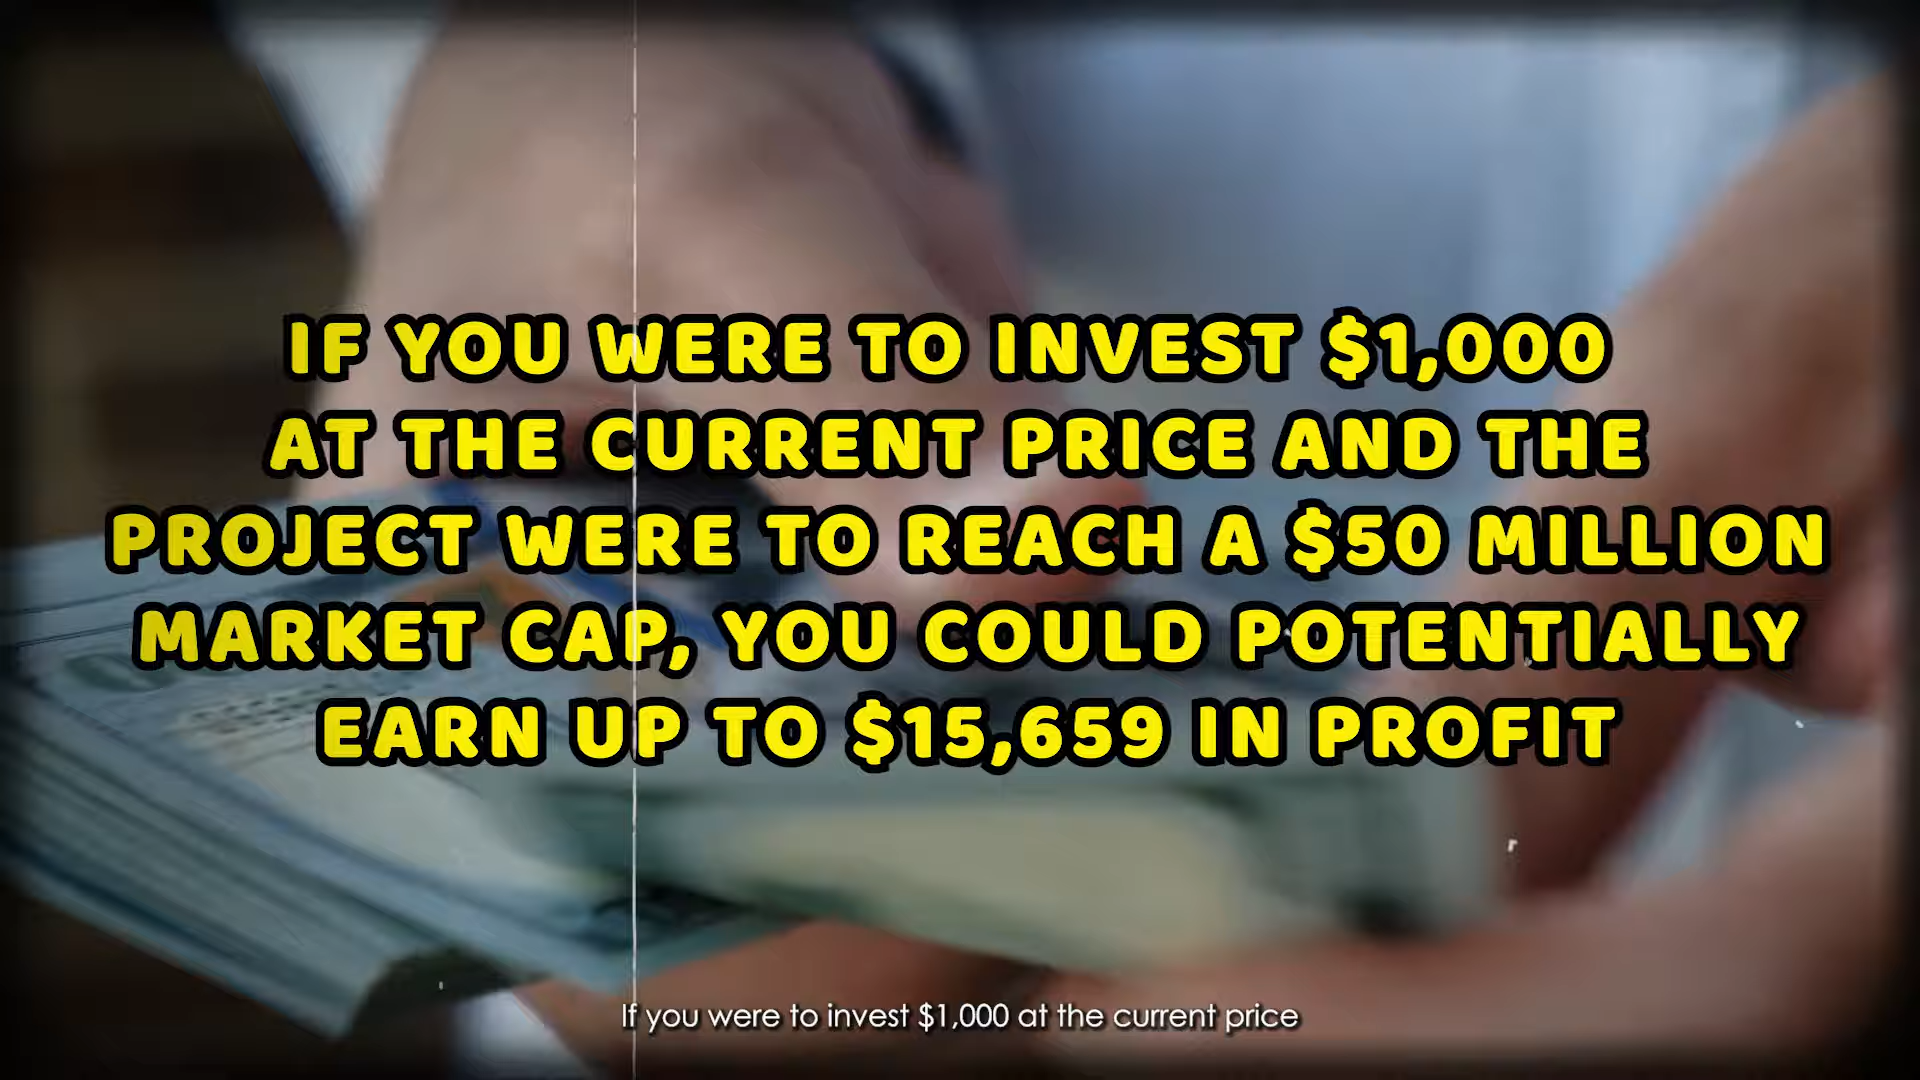 IF YOU WERE TO INVEST $1,000
AT THE CURRENT PRICE AND THE
PROJECT WERE TO REACH A $50 MILLION
MARKET CAP, YOU COULD POTENTIALLY
EARN UP TO $15,659 IN PROFIT
If you were to invest $1,000 at the current price